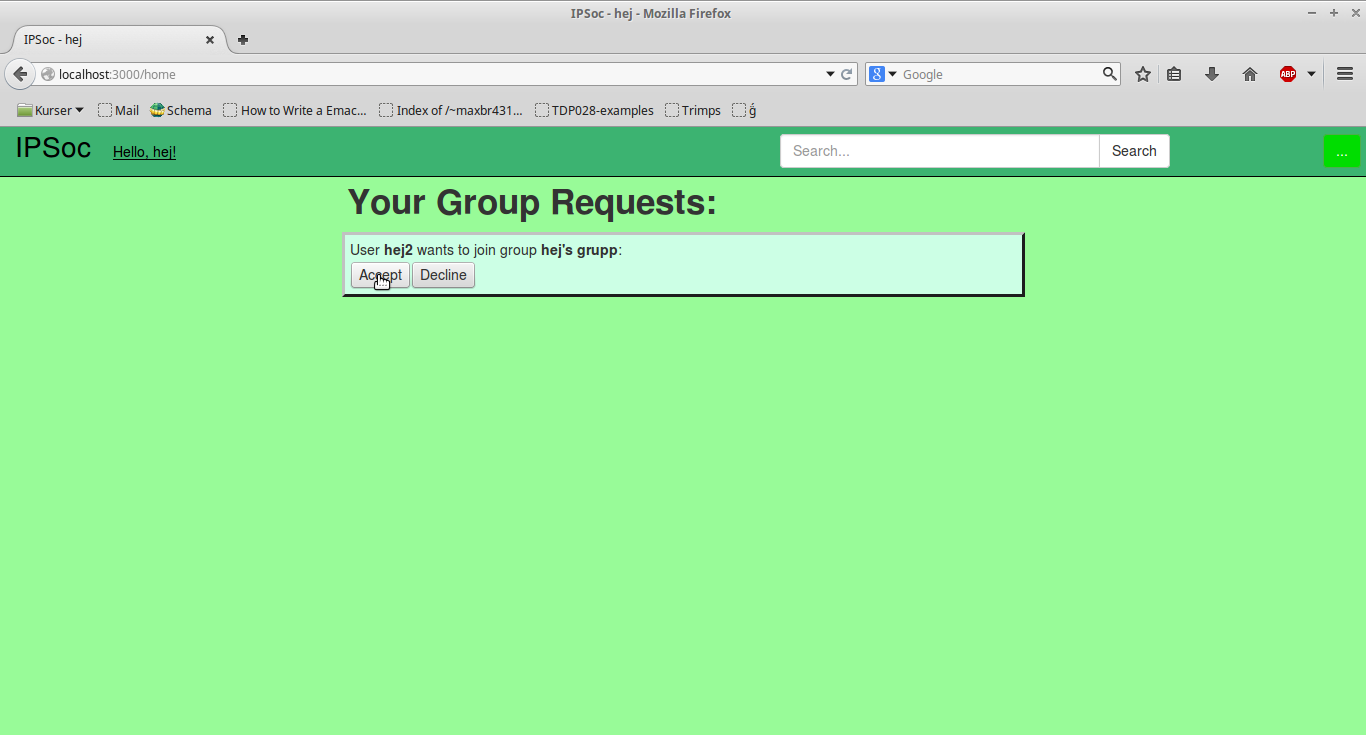 IPSoc - hej - Mozilla Firefox
IPSoc - hej
localhost:3000/home
Google
ABP
Kurser Mail Schema How to Write a Emac... Index of /~maxbr431... TDP028-examples Trimps ǵ
IPSoc Hello, hej! Search... Search ...
Your Group Requests:
User hej2 wants to join group hej's grupp:
Accept Decline